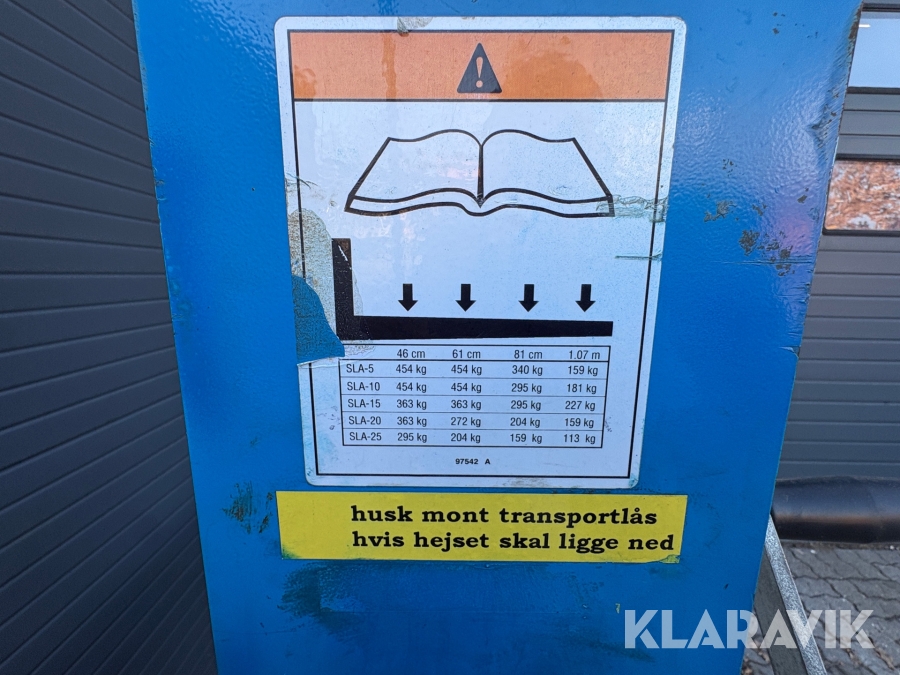 46 cm 61 cm 81 cm 1.07 m
SLA-5 454 kg 454 kg 340 kg 159 kg
SLA-10 454 kg 454 kg 295 kg 181 kg
SLA-15 363 kg 363 kg 295 kg 227 kg
SLA-20 363 kg 272 kg 204 kg 159 kg
SLA-25 295 kg 204 kg 159 kg 113 kg
97542 A
husk mont transportlås
hvis hejset skal ligge ned
KLARAVIK